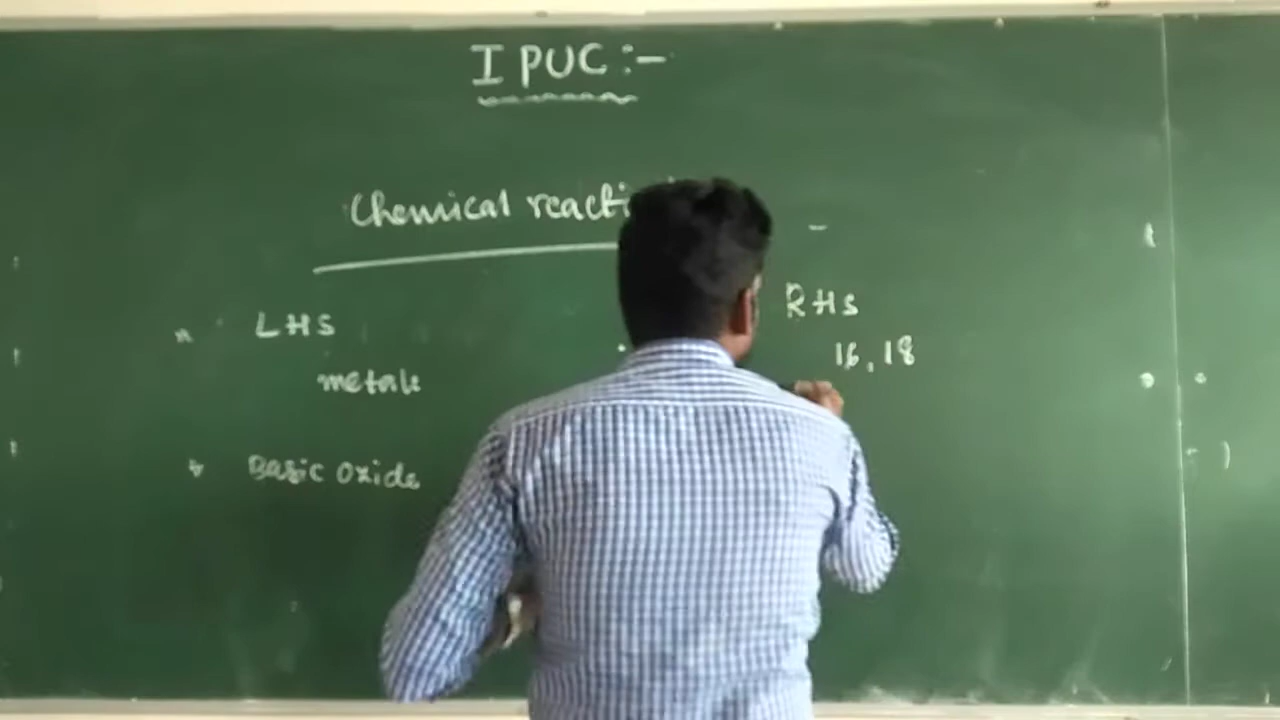 I PUC :-
Chemical reacti
LHS
RHS
16, 18
metals
Basic Oxide